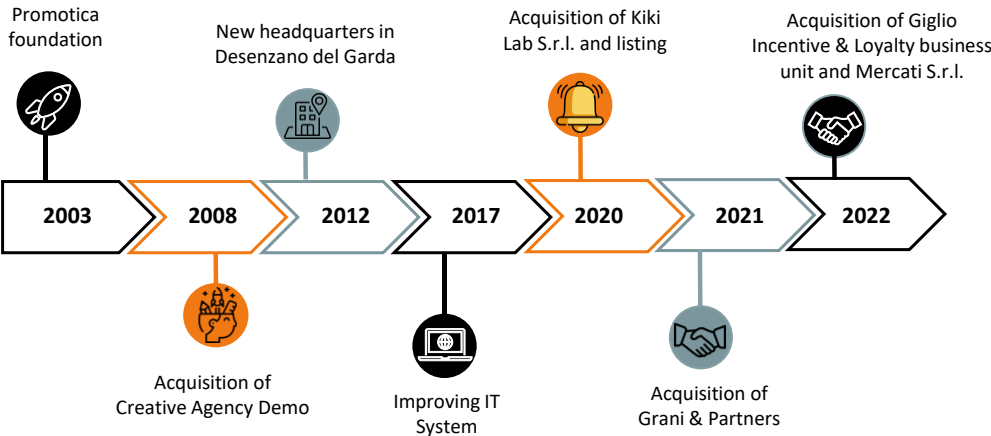 Promotica
foundation
New headquarters in
Desenzano del Garda
Acquisition of Kiki
Lab S.r.l. and listing
Acquisition of Giglio
Incentive & Loyalty business
unit and Mercati S.r.l.
2003
2008
2012
2017
2020
2021
2022
Acquisition of
Creative Agency Demo
Improving IT
System
Acquisition of
Grani & Partners